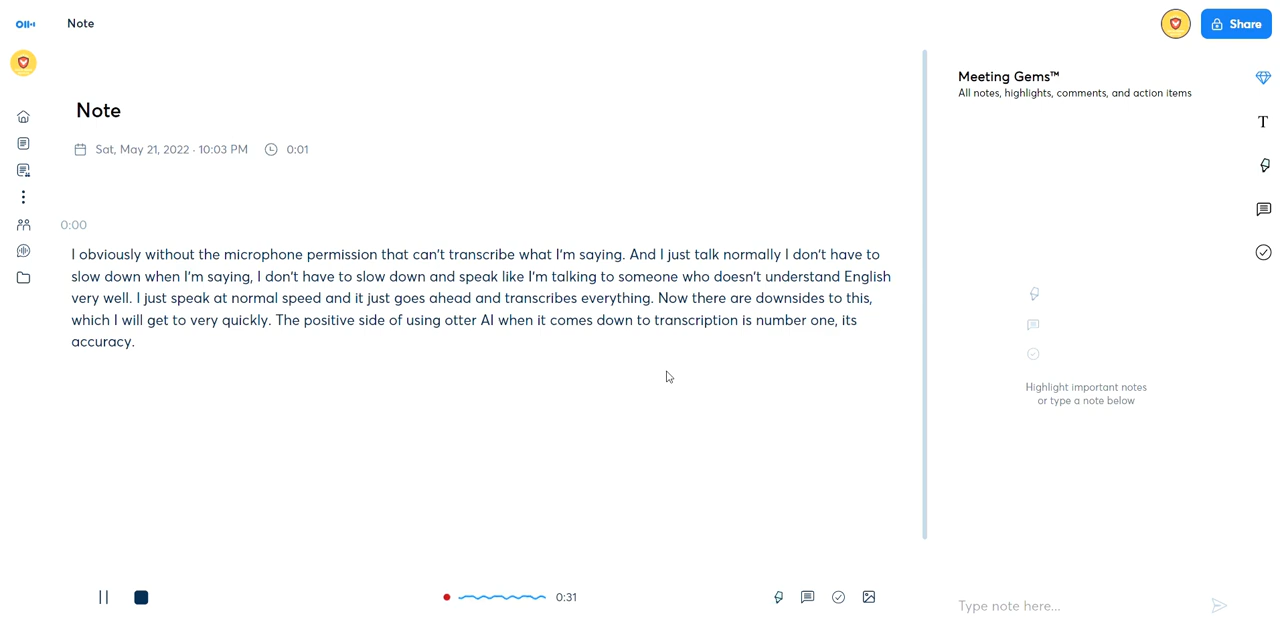 Note
Share
Note
Sat, May 21, 2022 · 10:03 PM 0:01
0:00
I obviously without the microphone permission that can't transcribe what I'm saying. And I just talk normally I don't have to
slow down when I'm saying, I don't have to slow down and speak like I'm talking to someone who doesn't understand English
very well. I just speak at normal speed and it just goes ahead and transcribes everything. Now there are downsides to this,
which I will get to very quickly. The positive side of using otter AI when it comes down to transcription is number one, its
accuracy.
0:31
Meeting Gems™
All notes, highlights, comments, and action items
T
Highlight important notes
or type a note below
Type note here...